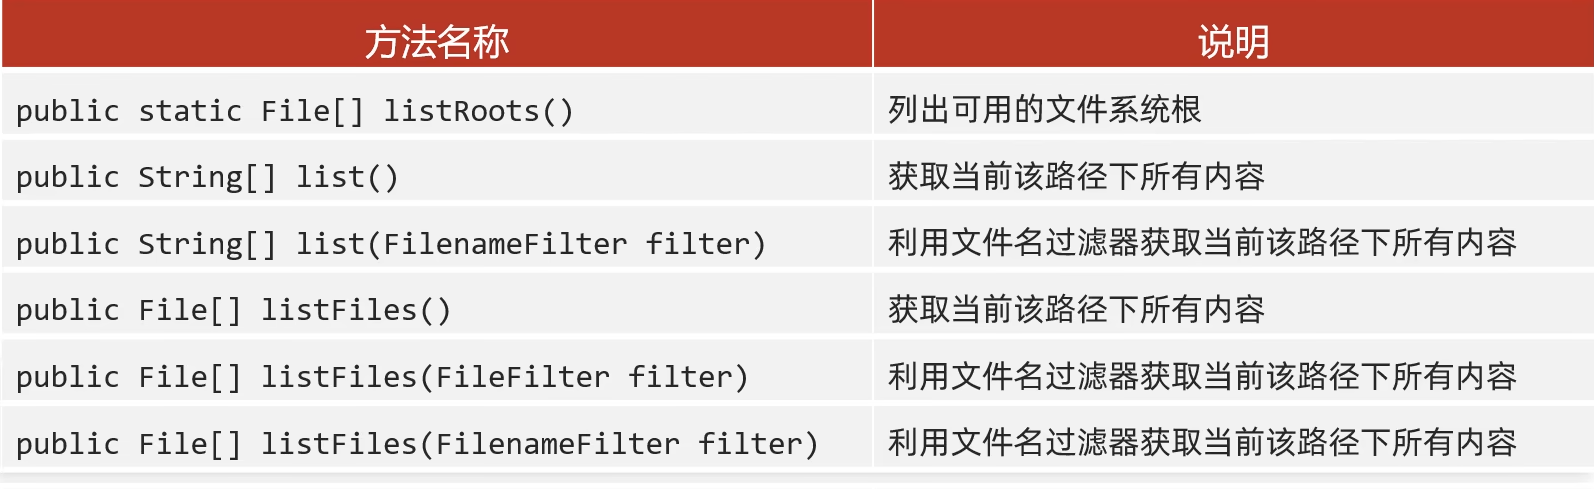 方法名称 说明
public static File[] listRoots() 列出可用的文件系统根
public String[] list() 获取当前该路径下所有内容
public String[] list(FilenameFilter filter) 利用文件名过滤器获取当前该路径下所有内容
public File[] listFiles() 获取当前该路径下所有内容
public File[] listFiles(FileFilter filter) 利用文件名过滤器获取当前该路径下所有内容
public File[] listFiles(FilenameFilter filter) 利用文件名过滤器获取当前该路径下所有内容